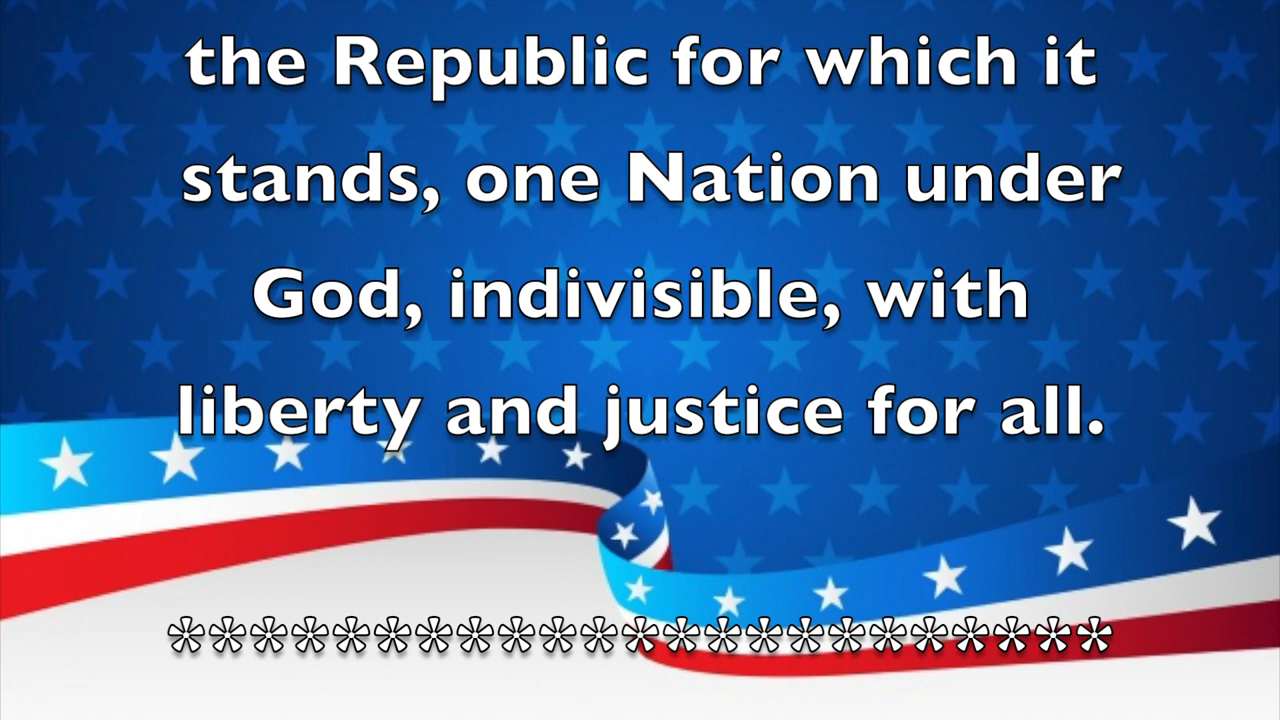 the Republic for which it
stands, one Nation under
God, indivisible, with
liberty and justice for all.
***********************